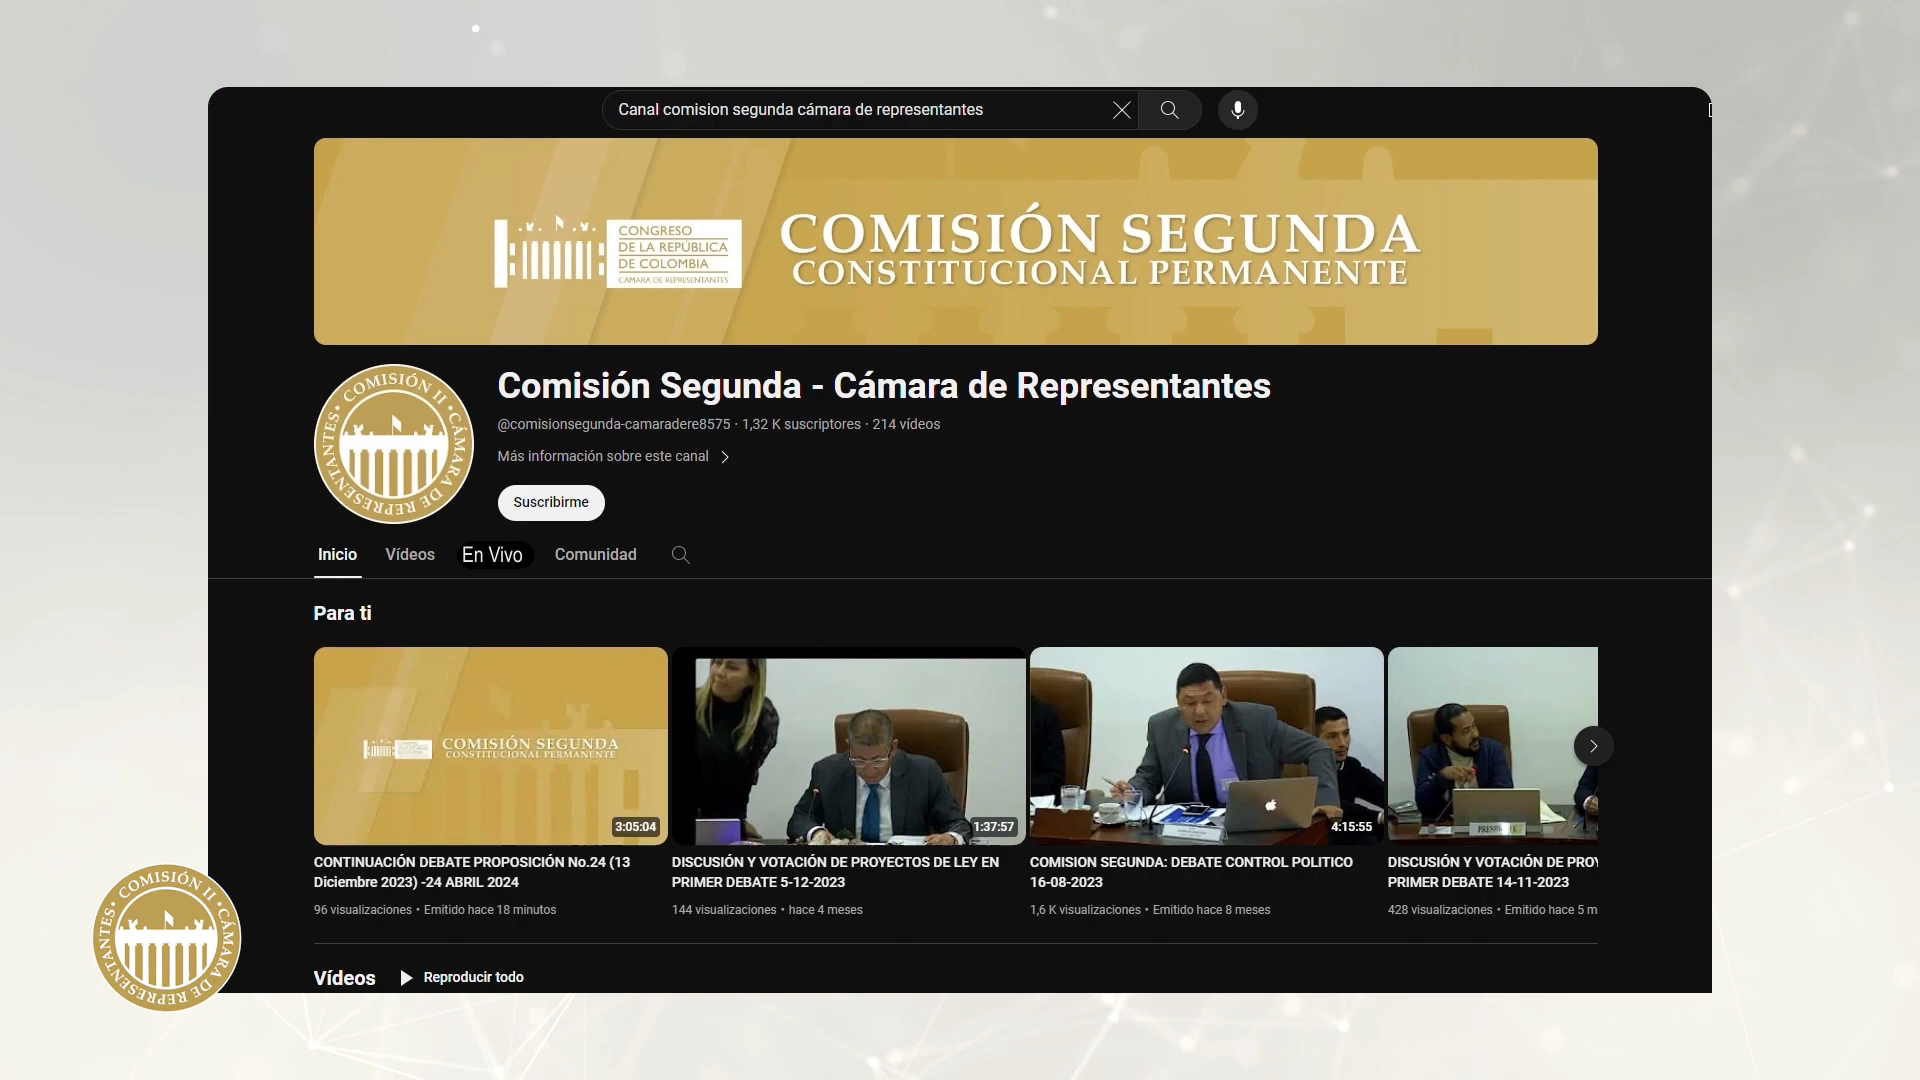 Canal comision segunda cámara de representantes
CONGRESO
DE LA REPÚBLICA
DE COLOMBIA
CÁMARA DE REPRESENTANTES
COMISIÓN SEGUNDA
CONSTITUCIONAL PERMANENTE
COMISIÓN II • CÁMARA DE REPRESENTANTES •
Comisión Segunda - Cámara de Representantes
@comisionsegunda-camaradere8575 · 1,32 K suscriptores · 214 vídeos
Más información sobre este canal
Suscribirme
Inicio Vídeos En Vivo Comunidad
Para ti
COMISIÓN SEGUNDA
CONSTITUCIONAL PERMANENTE
3:05:04
1:37:57
4:15:55
CONTINUACIÓN DEBATE PROPOSICIÓN No.24 (13
Diciembre 2023) -24 ABRIL 2024
96 visualizaciones • Emitido hace 18 minutos
DISCUSIÓN Y VOTACIÓN DE PROYECTOS DE LEY EN
PRIMER DEBATE 5-12-2023
144 visualizaciones • hace 4 meses
COMISION SEGUNDA: DEBATE CONTROL POLITICO
16-08-2023
1,6 K visualizaciones • Emitido hace 8 meses
DISCUSIÓN Y VOTACIÓN DE PROY
PRIMER DEBATE 14-11-2023
428 visualizaciones • Emitido hace 5 m
Vídeos
Reproducir todo
COMISIÓN II • CÁMARA DE REPRESENTANTES •